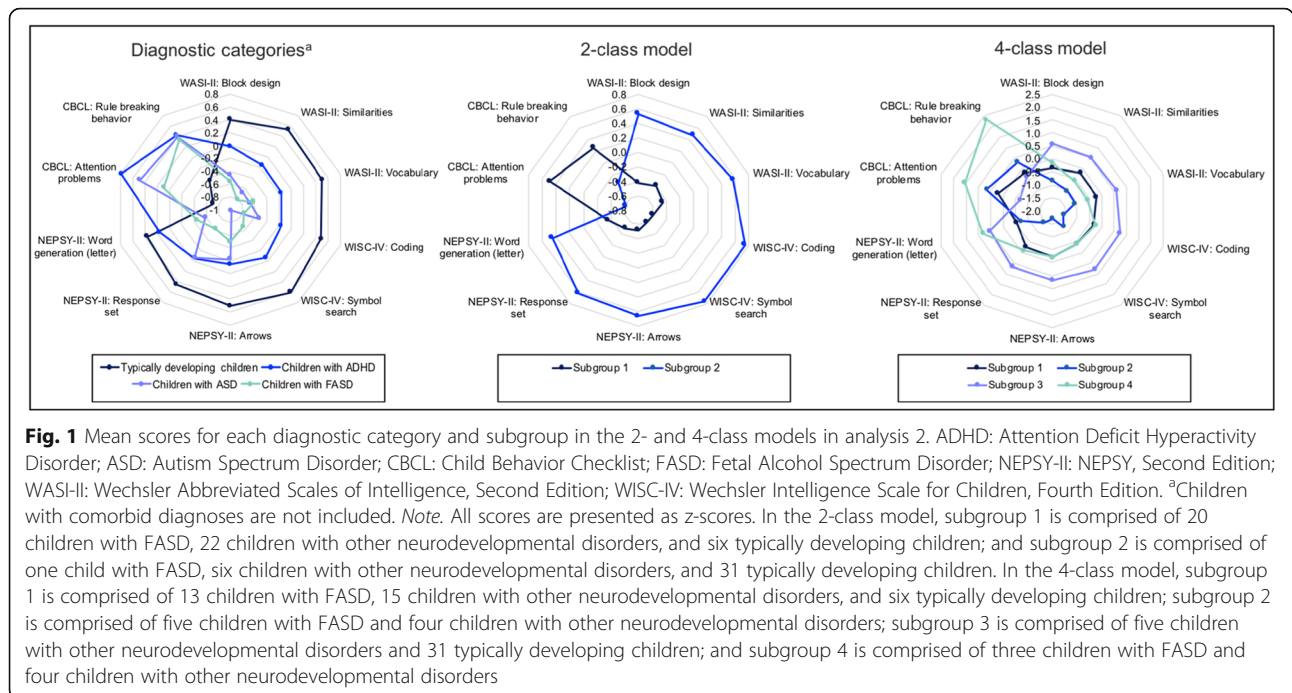 Diagnostic categoriesᵃ
WASI-II: Block design
0.8
0.6
0.4
0.2
0
-0.2
-0.4
-0.6
-0.8
-1
WASI-II: Similarities
WASI-II: Vocabulary
WISC-IV: Coding
WISC-IV: Symbol
search
NEPSY-II: Arrows
NEPSY-II: Response
set
NEPSY-II: Word
generation (letter)
CBCL: Attention
problems
CBCL: Rule breaking
behavior
Typically developing children
Children with ADHD
Children with ASD
Children with FASD
2-class model
WASI-II: Block design
0.8
0.6
0.4
0.2
0.0
-0.2
-0.4
-0.6
-0.8
WASI-II: Similarities
WASI-II: Vocabulary
WISC-IV: Coding
WISC-IV: Symbol
search
NEPSY-II: Arrows
NEPSY-II: Response
set
NEPSY-II: Word
generation (letter)
CBCL: Attention
problems
CBCL: Rule breaking
behavior
Subgroup 1
Subgroup 2
4-class model
WASI-II: Block design
2.5
2.0
1.5
1.0
0.5
0.0
-0.5
-1.0
-1.5
-2.0
WASI-II: Similarities
WASI-II: Vocabulary
WISC-IV: Coding
WISC-IV: Symbol
search
NEPSY-II: Arrows
NEPSY-II: Response
set
NEPSY-II: Word
generation (letter)
CBCL: Attention
problems
CBCL: Rule breaking
behavior
Subgroup 1
Subgroup 2
Subgroup 3
Subgroup 4
Fig. 1 Mean scores for each diagnostic category and subgroup in the 2- and 4-class models in analysis 2. ADHD: Attention Deficit Hyperactivity
Disorder; ASD: Autism Spectrum Disorder; CBCL: Child Behavior Checklist; FASD: Fetal Alcohol Spectrum Disorder; NEPSY-II: NEPSY, Second Edition;
WASI-II: Wechsler Abbreviated Scales of Intelligence, Second Edition; WISC-IV: Wechsler Intelligence Scale for Children, Fourth Edition. ᵃChildren
with comorbid diagnoses are not included. Note. All scores are presented as z-scores. In the 2-class model, subgroup 1 is comprised of 20
children with FASD, 22 children with other neurodevelopmental disorders, and six typically developing children; and subgroup 2 is comprised of
one child with FASD, six children with other neurodevelopmental disorders, and 31 typically developing children. In the 4-class model, subgroup
1 is comprised of 13 children with FASD, 15 children with other neurodevelopmental disorders, and six typically developing children; subgroup 2
is comprised of five children with FASD and four children with other neurodevelopmental disorders; subgroup 3 is comprised of five children
with other neurodevelopmental disorders and 31 typically developing children; and subgroup 4 is comprised of three children with FASD and
four children with other neurodevelopmental disorders